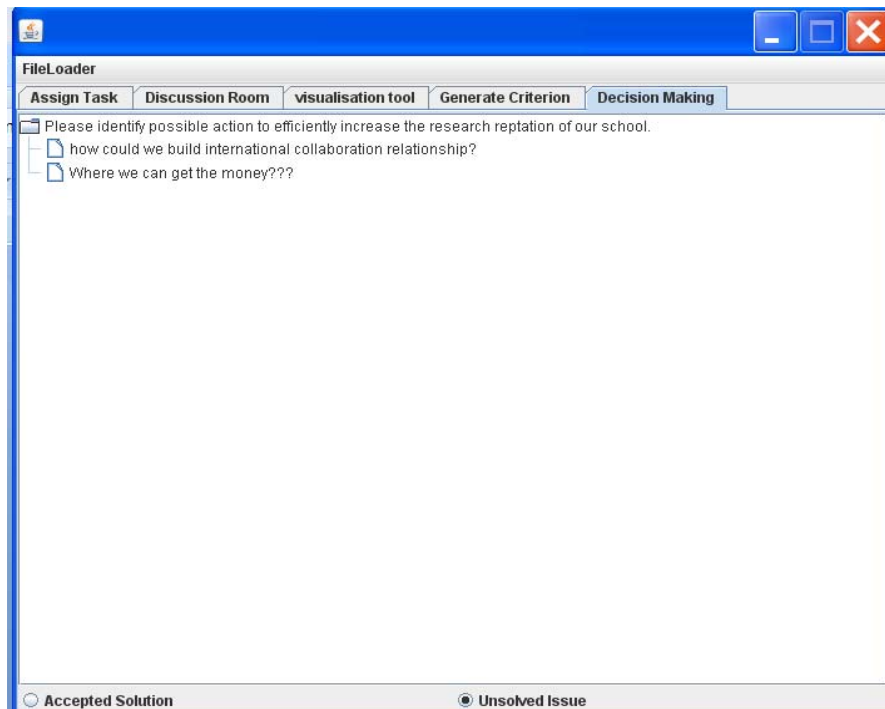 FileLoader
Assign Task Discussion Room visualisation tool Generate Criterion Decision Making
Please identify possible action to efficiently increase the research reptation of our school.
how could we build international collaboration relationship?
Where we can get the money???
Accepted Solution Unsolved Issue